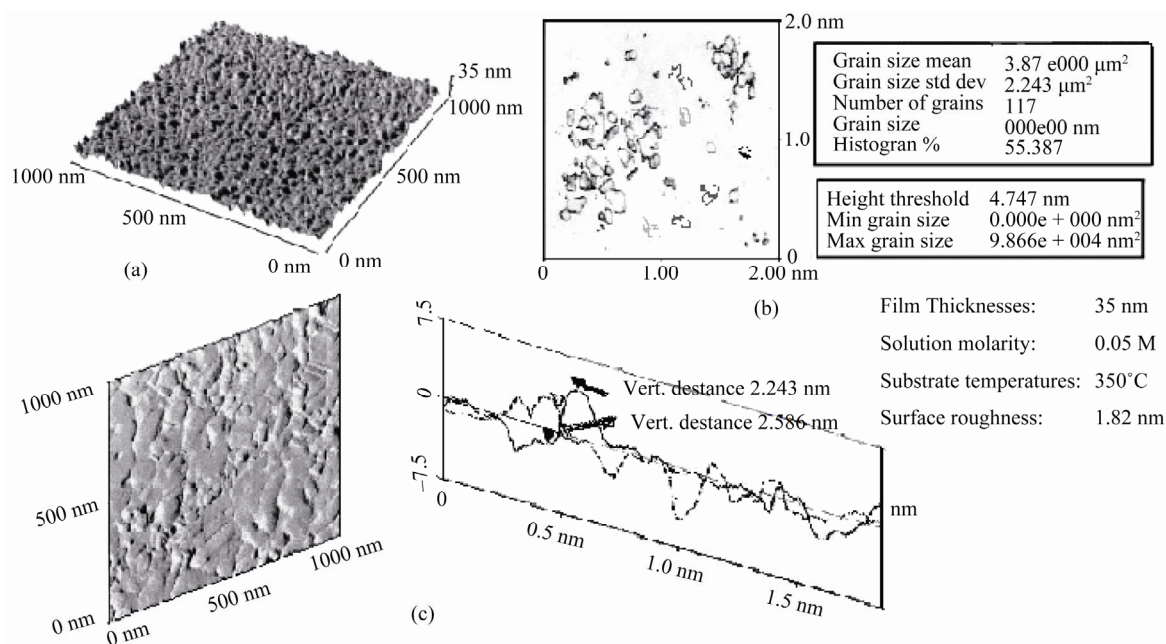 35 nm
1000 nm
500 nm
0 nm
0 nm
500 nm
1000 nm
(a)
2.0 nm
1.0
0
0
1.00
2.00 nm
(b)
Grain size mean 3.87 e000 μm²
Grain size std dev 2.243 μm²
Number of grains 117
Grain size 000e00 nm
Histogran % 55.387
Height threshold 4.747 nm
Min grain size 0.000e + 000 nm²
Max grain size 9.866e + 004 nm²
Film Thicknesses: 35 nm
Solution molarity: 0.05 M
Substrate temperatures: 350˚C
Surface roughness: 1.82 nm
1000 nm
500 nm
0 nm
0 nm
500 nm
1000 nm
7.5
0
−7.5
0
0.5 nm
1.0 nm
1.5 nm
nm
Vert. destance 2.243 nm
Vert. destance 2.586 nm
(c)